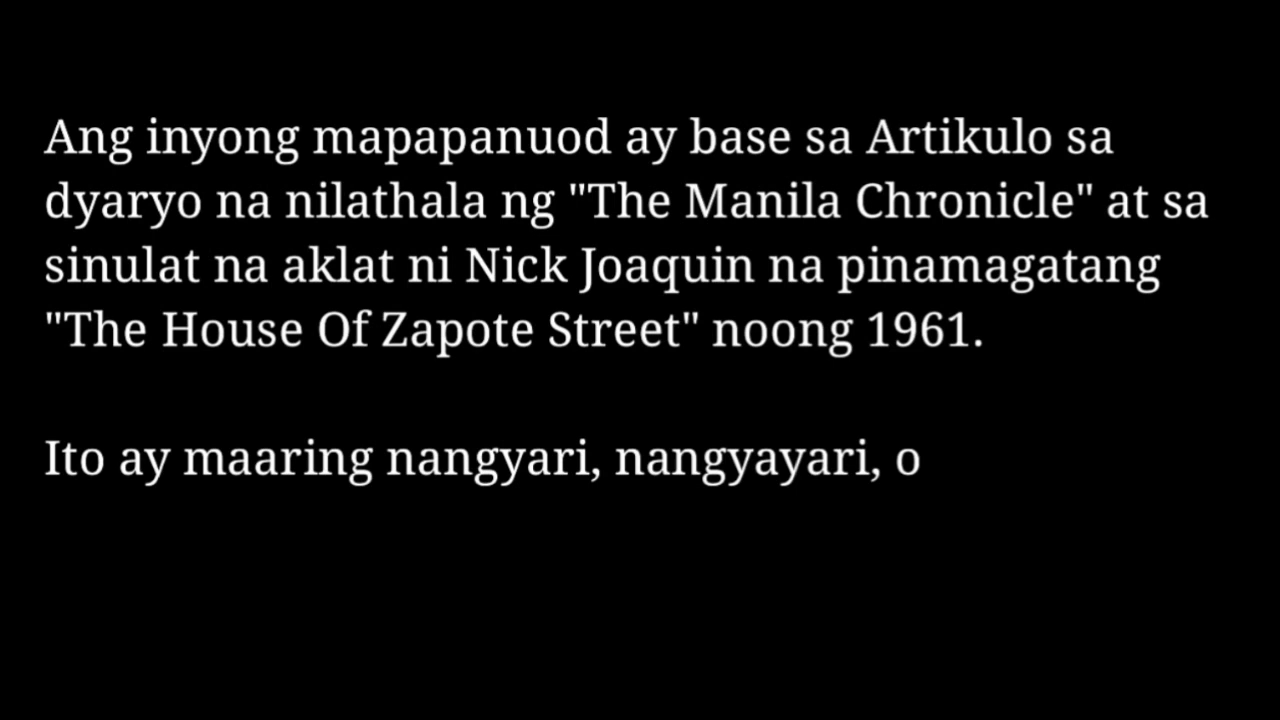 Ang inyong mapapanuod ay base sa Artikulo sa
dyaryo na nilathala ng "The Manila Chronicle" at sa
sinulat na aklat ni Nick Joaquin na pinamagatang
"The House Of Zapote Street" noong 1961.
Ito ay maaring nangyari, nangyayari, o